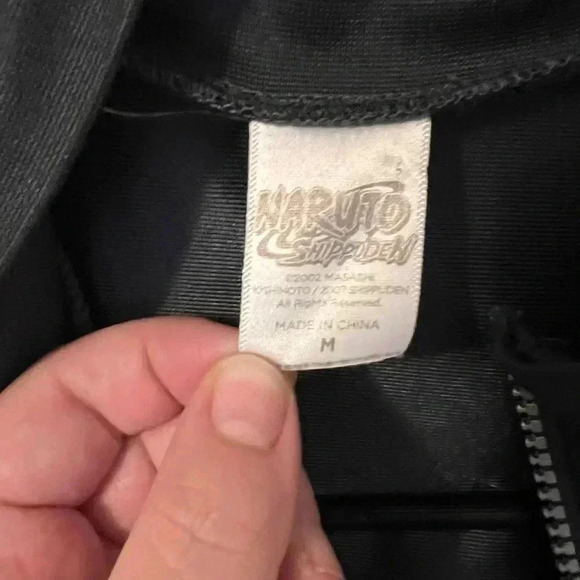 NARUTO
SHIPPUDEN
©2002 MASASHI
KISHIMOTO / 2007 SHIPPUDEN
All Rights Reserved.
MADE IN CHINA
M